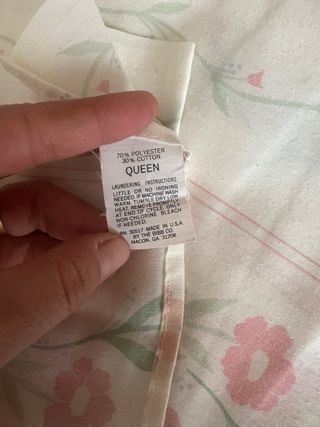 70% POLYESTER
30% COTTON
QUEEN
LAUNDERING INSTRUCTIONS
LITTLE OR NO IRONING
NEEDED. IF MACHINE WASH
WARM. TUMBLE DRY LOW
HEAT. REMOVE PROMPTLY
AT END OF CYCLE. ONLY
NON-CHLORINE BLEACH
IF NEEDED.
RN 30517 MADE IN U.S.A.
BY THE BIBB CO.
MACON, GA 31208